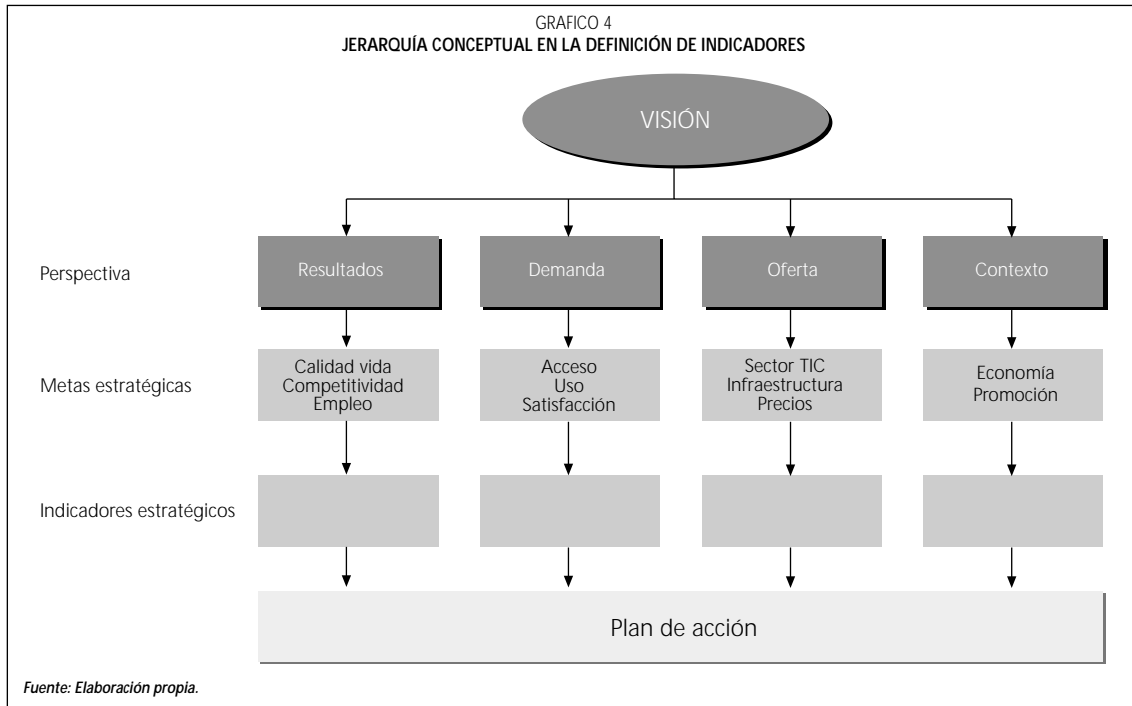 GRAFICO 4
JERARQUÍA CONCEPTUAL EN LA DEFINICIÓN DE INDICADORES
VISIÓN
Perspectiva
Resultados
Demanda
Oferta
Contexto
Metas estratégicas
Calidad vida
Competitividad
Empleo
Acceso
Uso
Satisfacción
Sector TIC
Infraestructura
Precios
Economía
Promoción
Indicadores estratégicos
Plan de acción
Fuente: Elaboración propia.